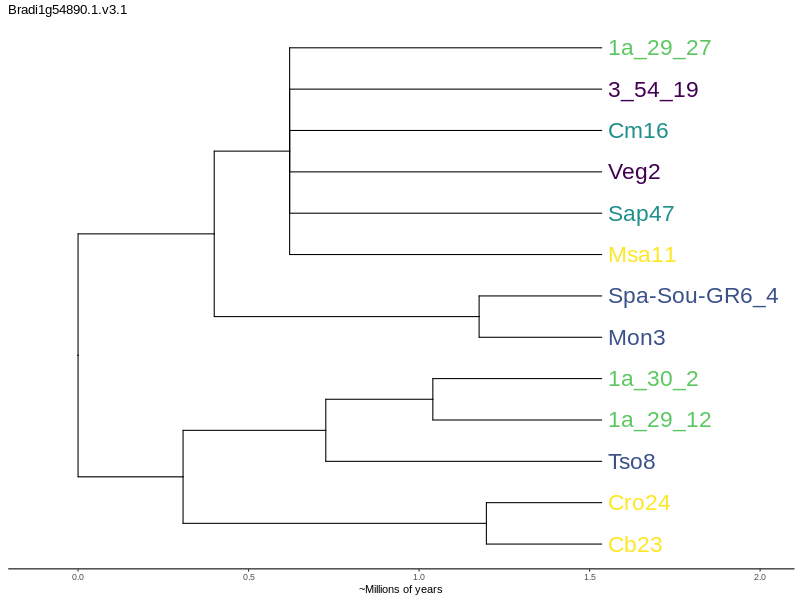 Bradi1g54890.1.v3.1
1a_29_27
3_54_19
Cm16
Veg2
Sap47
Msa11
Spa-Sou-GR6_4
Mon3
1a_30_2
1a_29_12
Tso8
Cro24
Cb23
0.0 0.5 1.0 1.5 2.0
~Millions of years